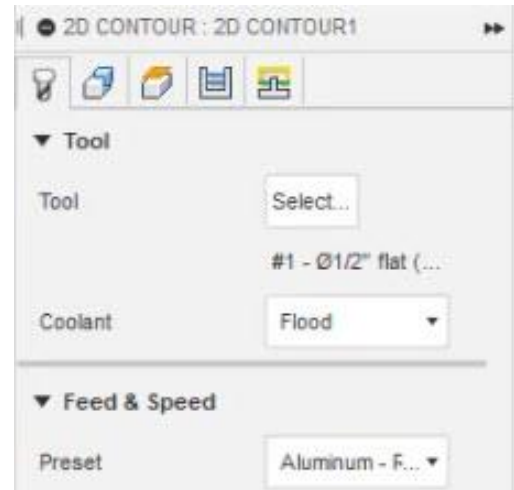 2D CONTOUR : 2D CONTOUR1
Tool
Tool Select...
#1 - Ø1/2" flat (...
Coolant Flood
Feed & Speed
Preset Aluminum - F...